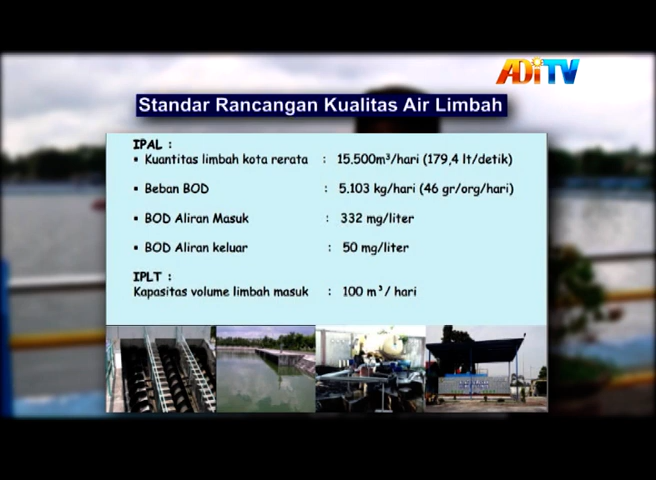 ADiTV
Standar Rancangan Kualitas Air Limbah
IPAL :
▪ Kuantitas limbah kota rerata : 15.500m³/hari (179,4 lt/detik)
▪ Beban BOD : 5.103 kg/hari (46 gr/org/hari)
▪ BOD Aliran Masuk : 332 mg/liter
▪ BOD Aliran keluar : 50 mg/liter
IPLT :
Kapasitas volume limbah masuk : 100 m³/ hari